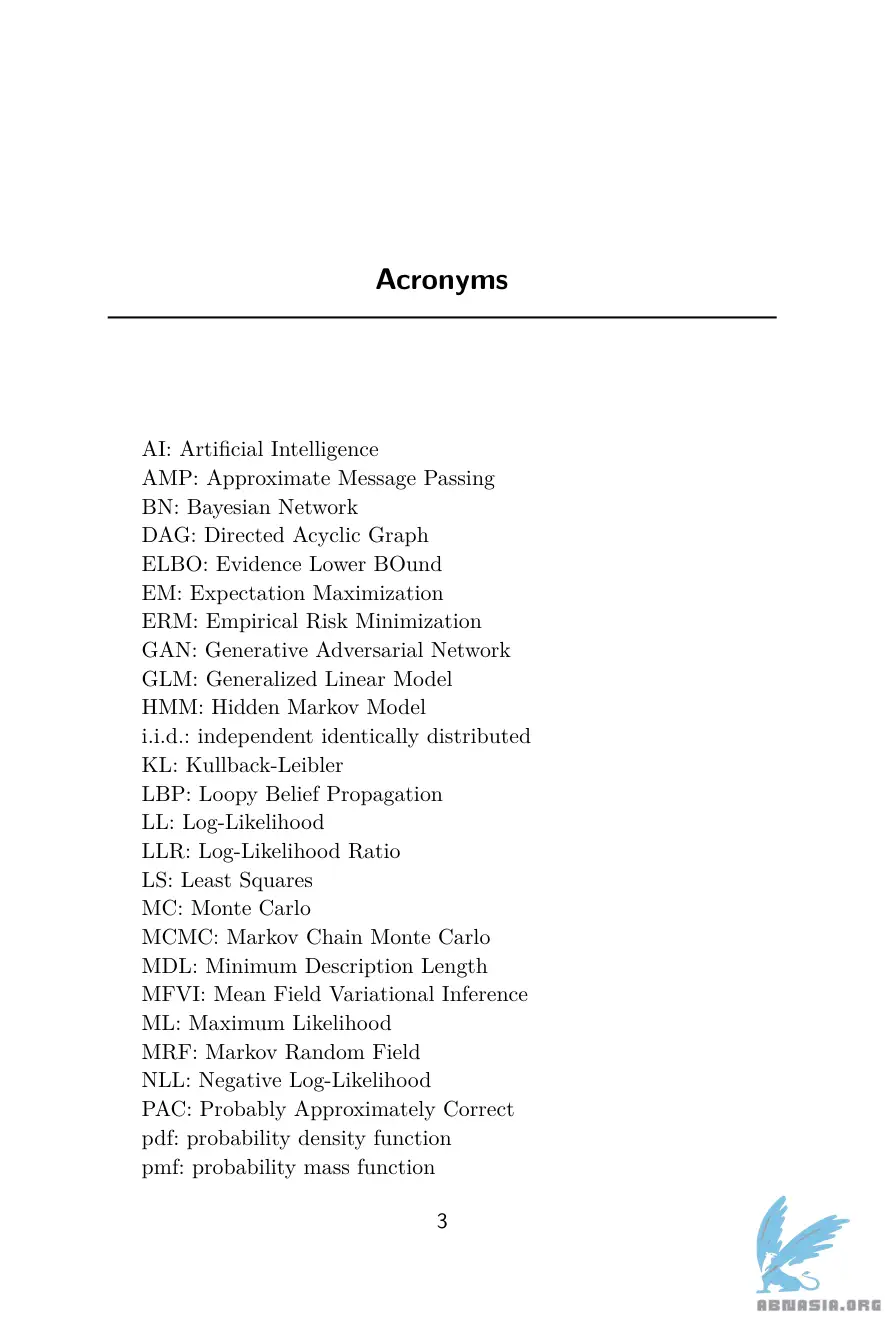 Acronyms
AI: Artificial Intelligence
AMP: Approximate Message Passing
BN: Bayesian Network
DAG: Directed Acyclic Graph
ELBO: Evidence Lower BOund
EM: Expectation Maximization
ERM: Empirical Risk Minimization
GAN: Generative Adversarial Network
GLM: Generalized Linear Model
HMM: Hidden Markov Model
i.i.d.: independent identically distributed
KL: Kullback-Leibler
LBP: Loopy Belief Propagation
LL: Log-Likelihood
LLR: Log-Likelihood Ratio
LS: Least Squares
MC: Monte Carlo
MCMC: Markov Chain Monte Carlo
MDL: Minimum Description Length
MFVI: Mean Field Variational Inference
ML: Maximum Likelihood
MRF: Markov Random Field
NLL: Negative Log-Likelihood
PAC: Probably Approximately Correct
pdf: probability density function
pmf: probability mass function
3
ABNASIA.ORG